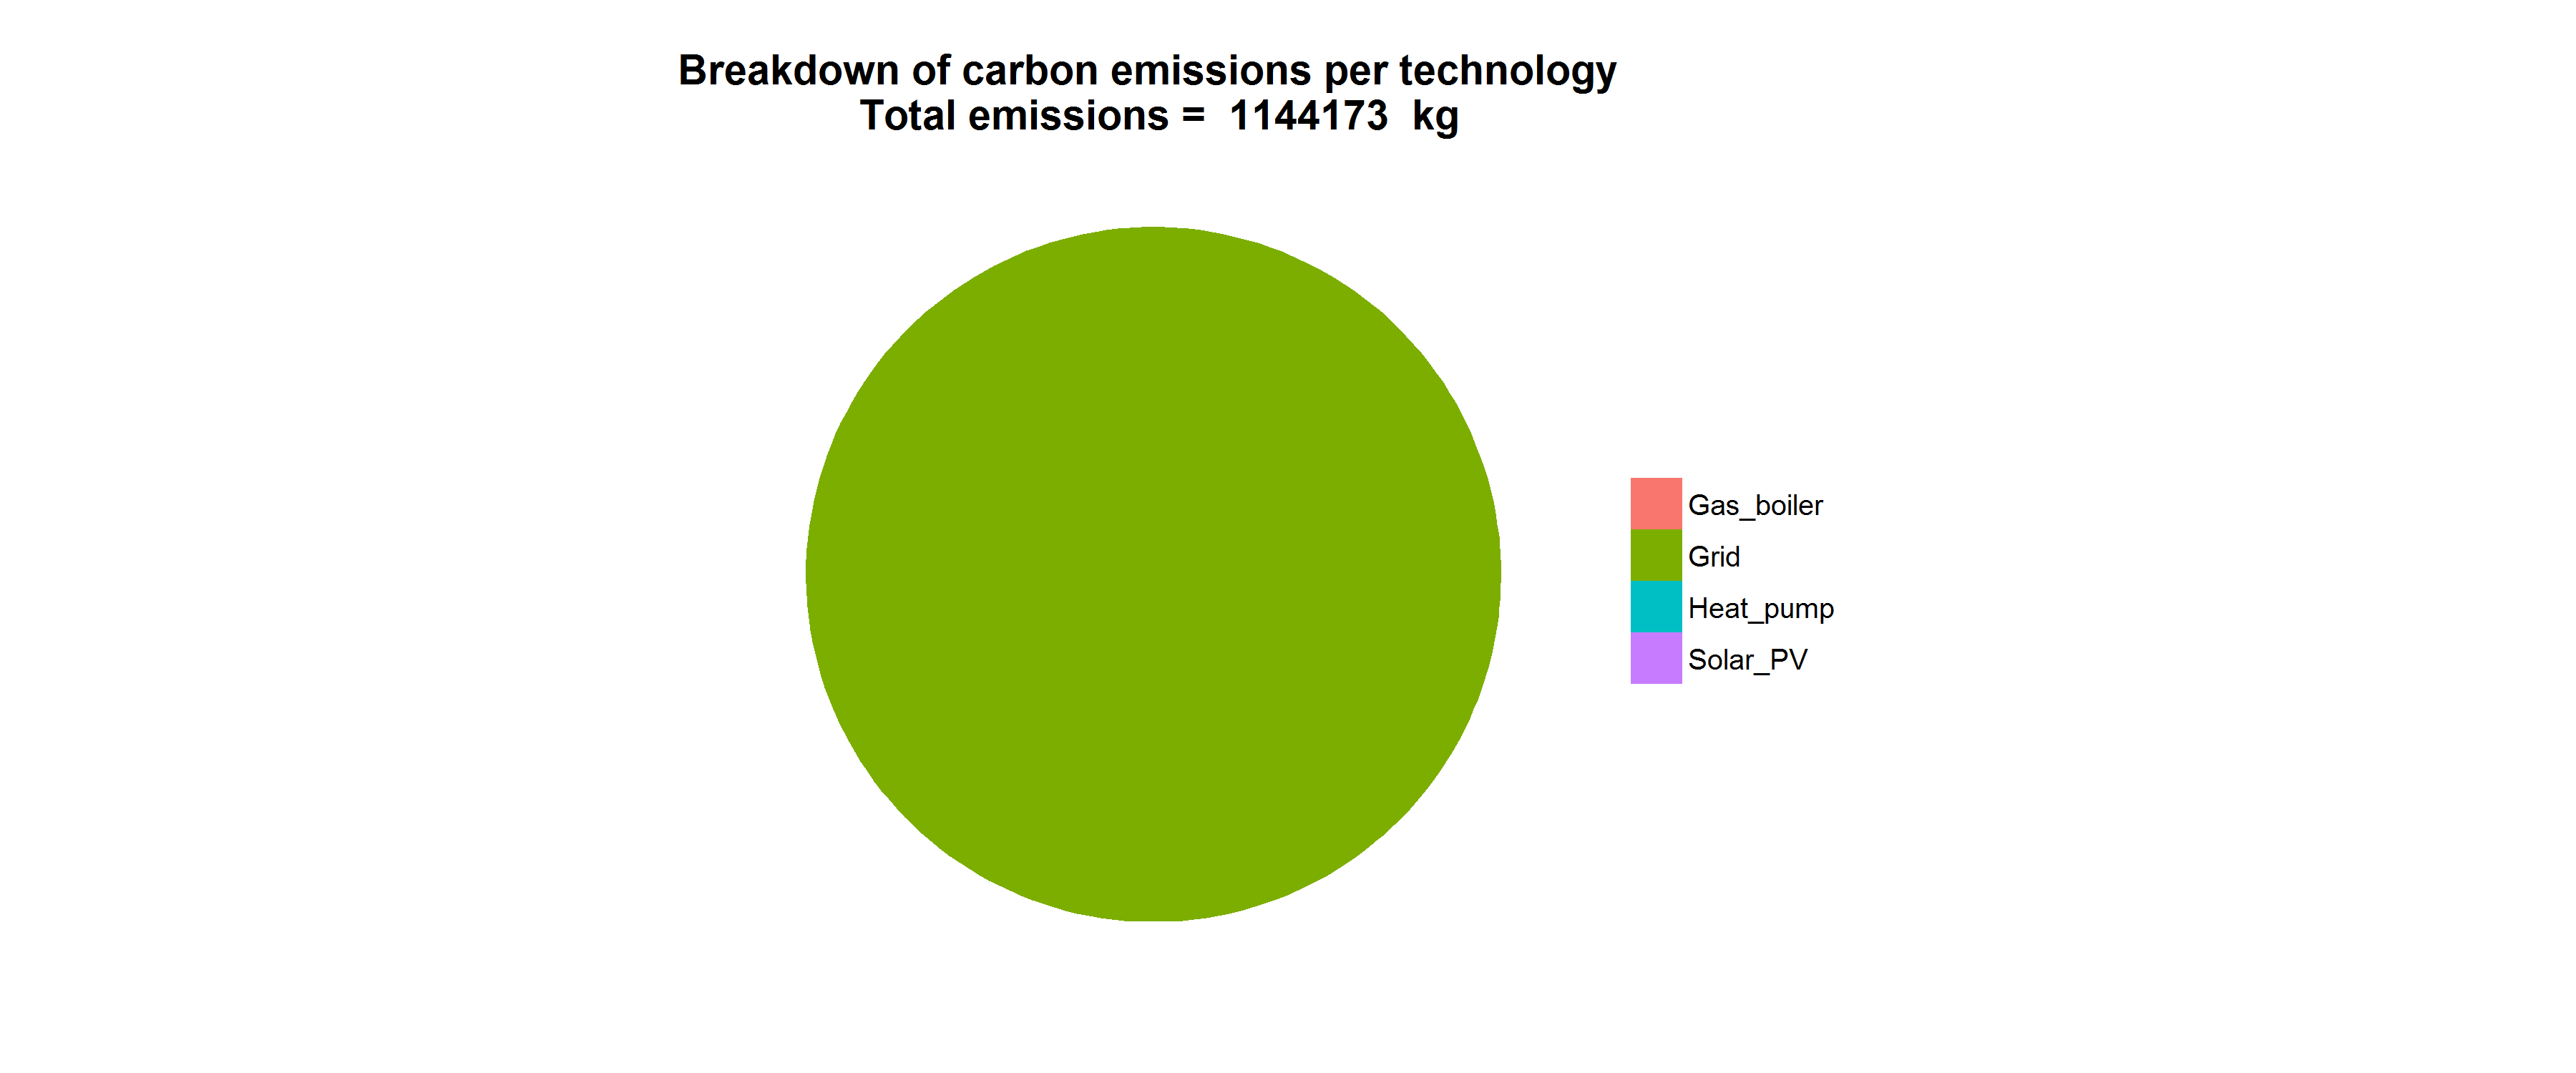 Breakdown of carbon emissions per technology
Total emissions =  1144173  kg
Gas_boiler
Grid
Heat_pump
Solar_PV